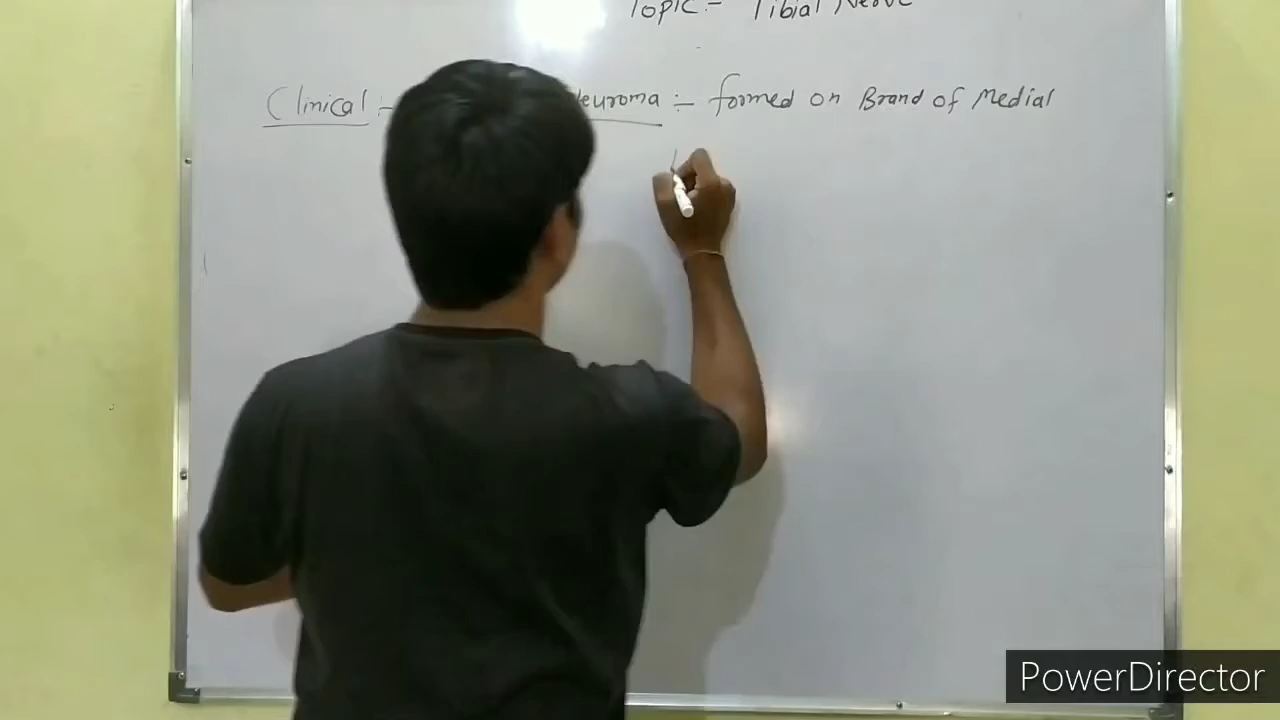 Topic :- Tibial Nerve
Clinical :- Neuroma :- formed on Brand of Medial
PowerDirector